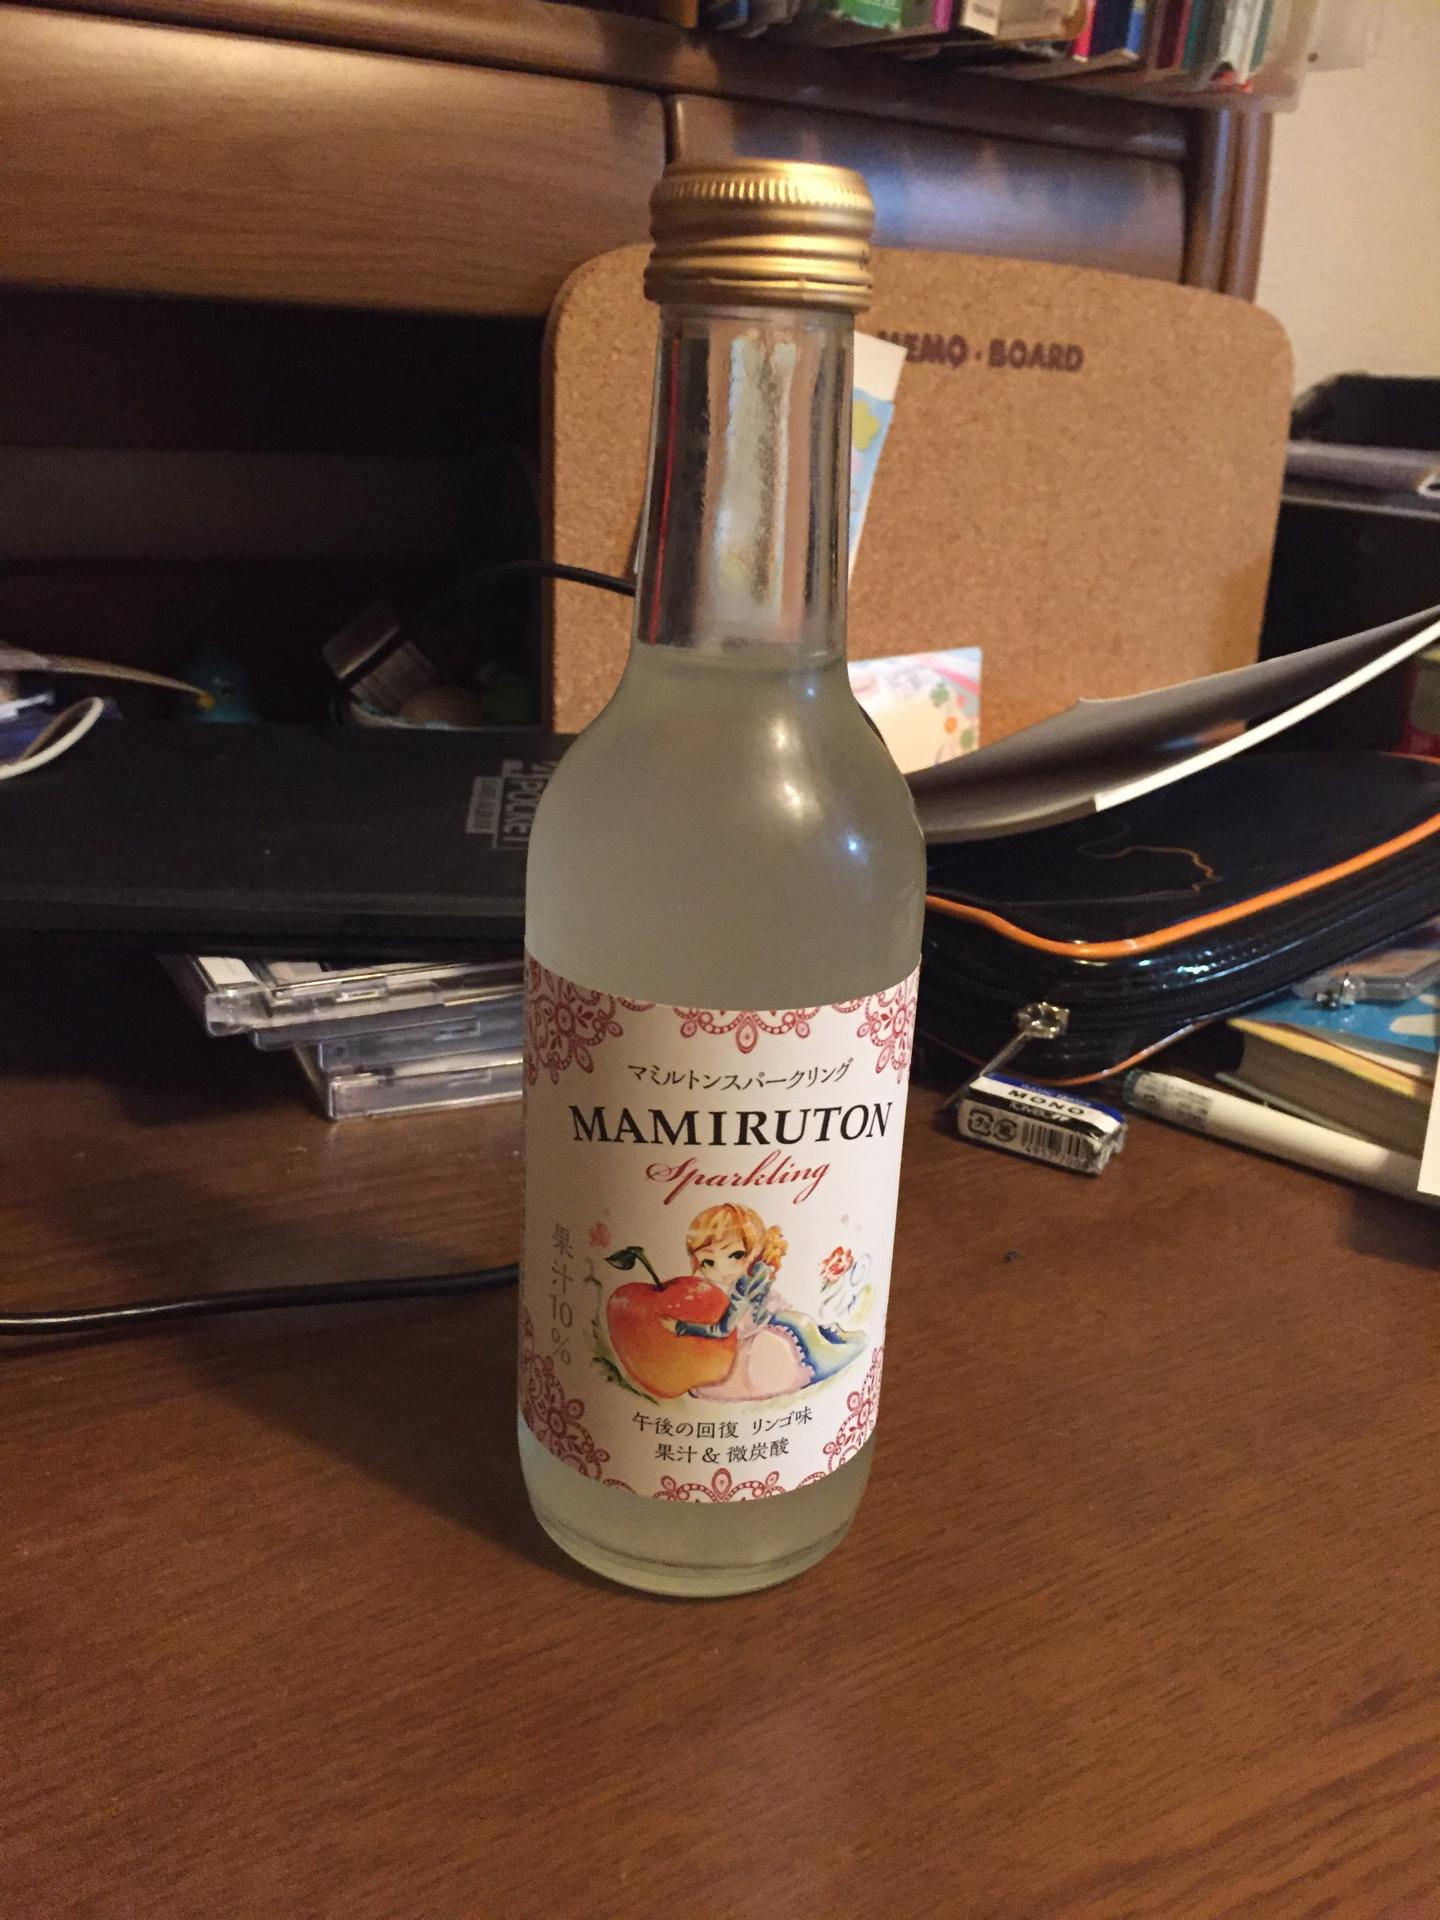 MEMO・BOARD
POCKET
マミルトンスパークリング
MAMIRUTON
Sparkling
果汁10%
午後の回復 リンゴ味
果汁&微炭酸
MONO